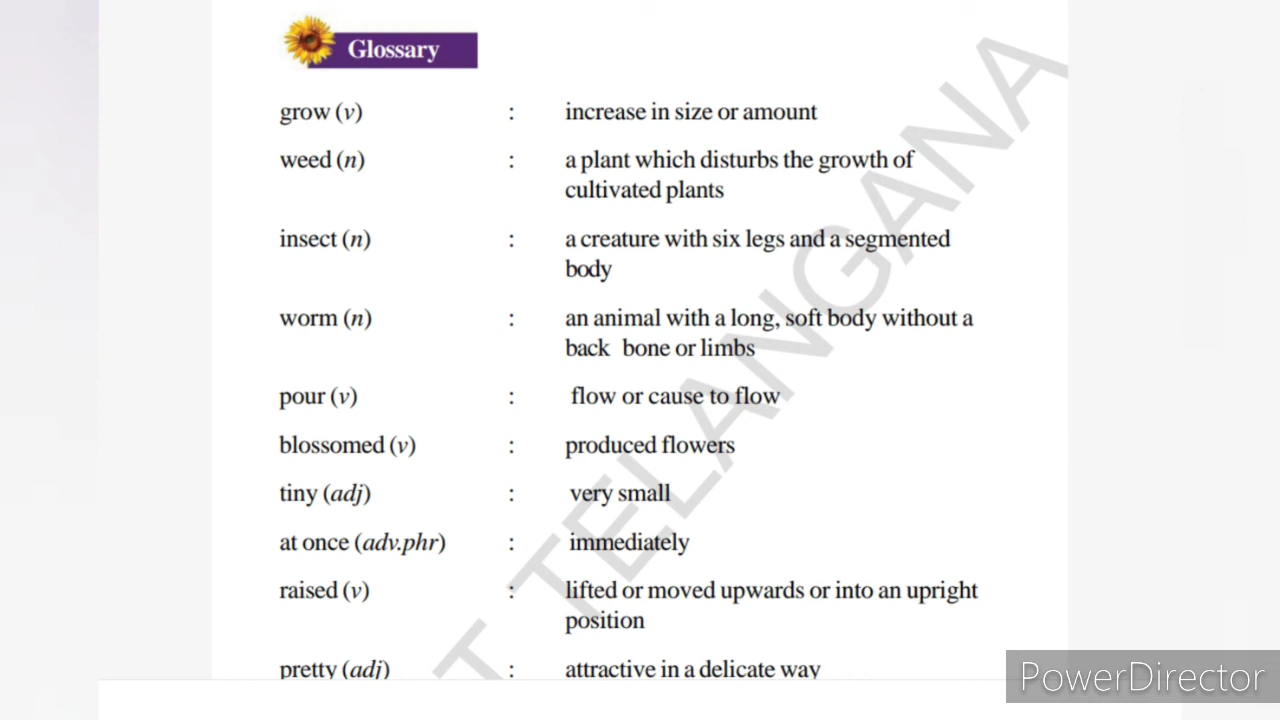 Glossary
grow (v) : increase in size or amount
weed (n) : a plant which disturbs the growth of
cultivated plants
insect (n) : a creature with six legs and a segmented
body
worm (n) : an animal with a long, soft body without a
back bone or limbs
pour (v) : flow or cause to flow
blossomed (v) : produced flowers
tiny (adj) : very small
at once (adv.phr) : immediately
raised (v) : lifted or moved upwards or into an upright
position
pretty (adj) : attractive in a delicate way
T TELANGANA
PowerDirector